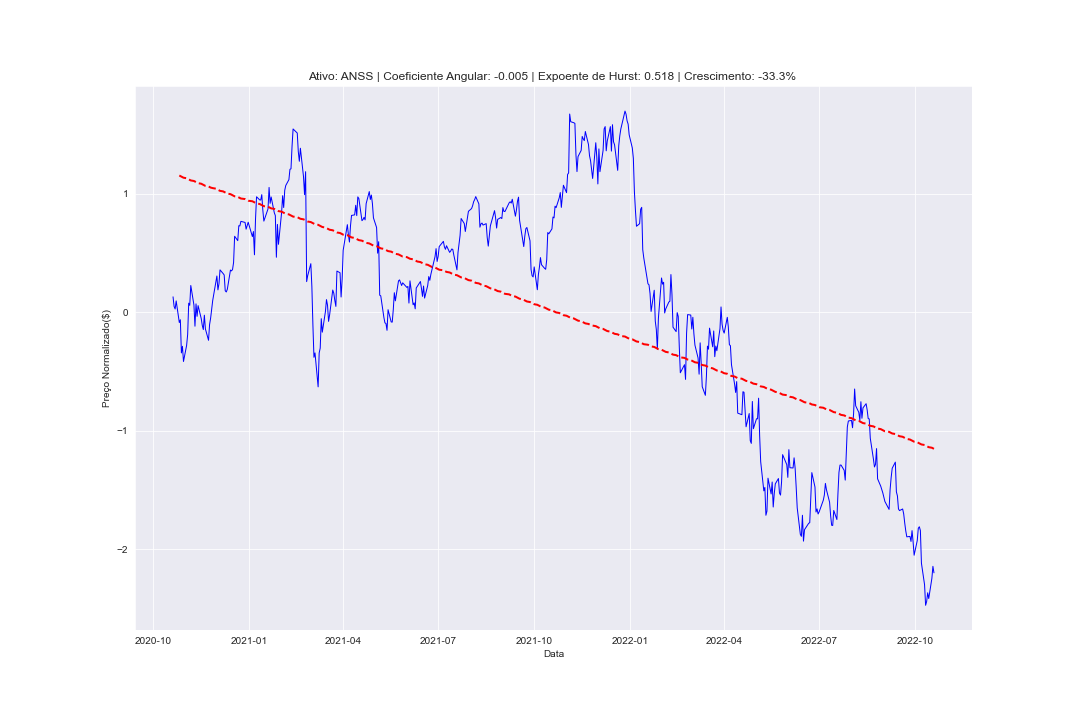 Ativo: ANSS | Coeficiente Angular: -0.005 | Expoente de Hurst: 0.518 | Crescimento: -33.3%
Preço Normalizado($)
1
0
−1
−2
2020-10 2021-01 2021-04 2021-07 2021-10 2022-01 2022-04 2022-07 2022-10
Data